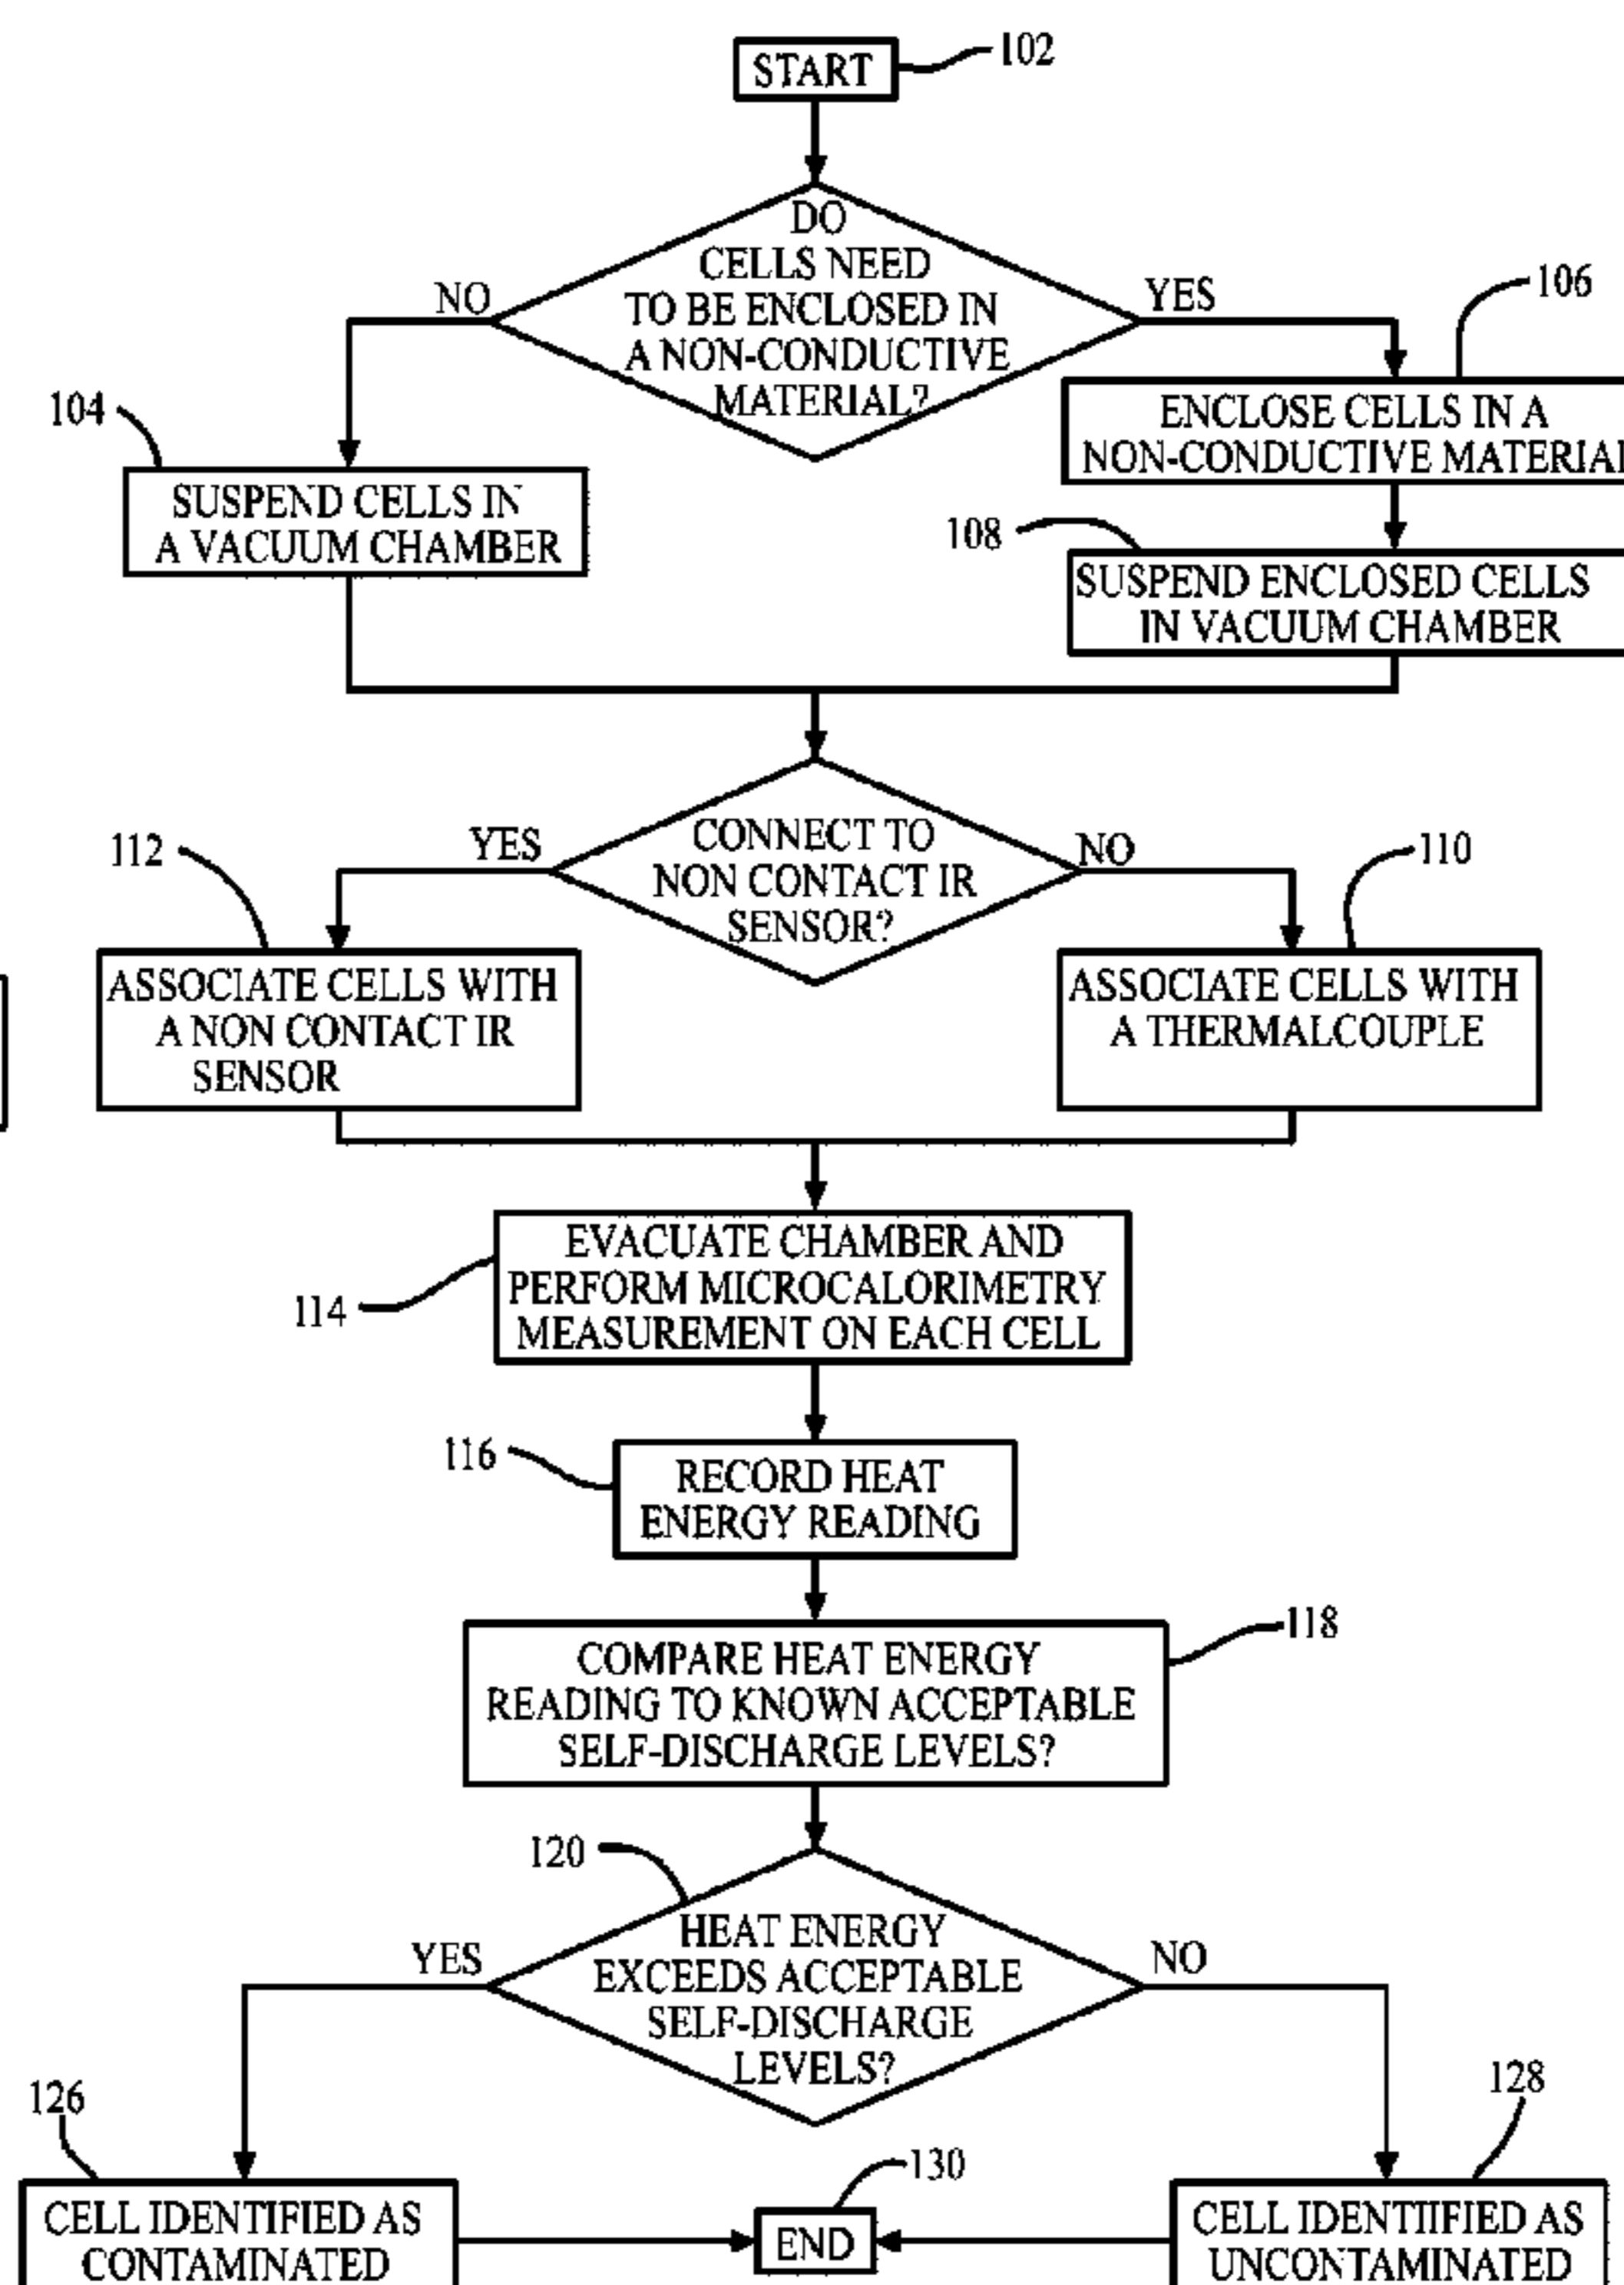 START
102
DO
CELLS NEED
TO BE ENCLOSED IN
A NON-CONDUCTIVE
MATERIAL?
NO
YES
106
ENCLOSE CELLS IN A
NON-CONDUCTIVE MATERIAL
104
SUSPEND CELLS IN
A VACUUM CHAMBER
108
SUSPEND ENCLOSED CELLS
IN VACUUM CHAMBER
CONNECT TO
NON CONTACT IR
SENSOR?
YES
NO
112
110
ASSOCIATE CELLS WITH
A NON CONTACT IR
SENSOR
ASSOCIATE CELLS WITH
A THERMALCOUPLE
EVACUATE CHAMBER AND
PERFORM MICROCALORIMETRY
MEASUREMENT ON EACH CELL
114
116
RECORD HEAT
ENERGY READING
118
COMPARE HEAT ENERGY
READING TO KNOWN ACCEPTABLE
SELF-DISCHARGE LEVELS?
120
HEAT ENERGY
EXCEEDS ACCEPTABLE
SELF-DISCHARGE
LEVELS?
YES
NO
126
128
CELL IDENTIFIED AS
CONTAMINATED
130
END
CELL IDENTIIFIED AS
UNCONTAMINATED